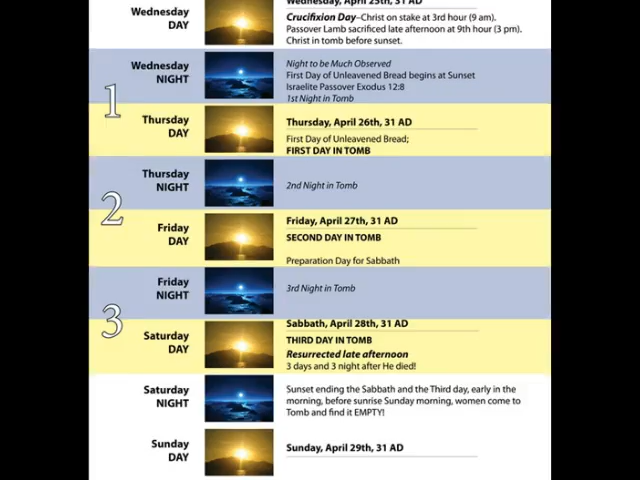 Wednesday, April 25th, 31 AD
Wednesday
DAY
Crucifixion Day–Christ on stake at 3rd hour (9 am).
Passover Lamb sacrificed late afternoon at 9th hour (3 pm).
Christ in tomb before sunset.
1
Wednesday
NIGHT
Night to be Much Observed
First Day of Unleavened Bread begins at Sunset
Israelite Passover Exodus 12:8
1st Night in Tomb
Thursday
DAY
Thursday, April 26th, 31 AD
First Day of Unleavened Bread;
FIRST DAY IN TOMB
2
Thursday
NIGHT
2nd Night in Tomb
Friday
DAY
Friday, April 27th, 31 AD
SECOND DAY IN TOMB
Preparation Day for Sabbath
3
Friday
NIGHT
3rd Night in Tomb
Saturday
DAY
Sabbath, April 28th, 31 AD
THIRD DAY IN TOMB
Resurrected late afternoon
3 days and 3 night after He died!
Saturday
NIGHT
Sunset ending the Sabbath and the Third day, early in the
morning, before sunrise Sunday morning, women come to
Tomb and find it EMPTY!
Sunday
DAY
Sunday, April 29th, 31 AD